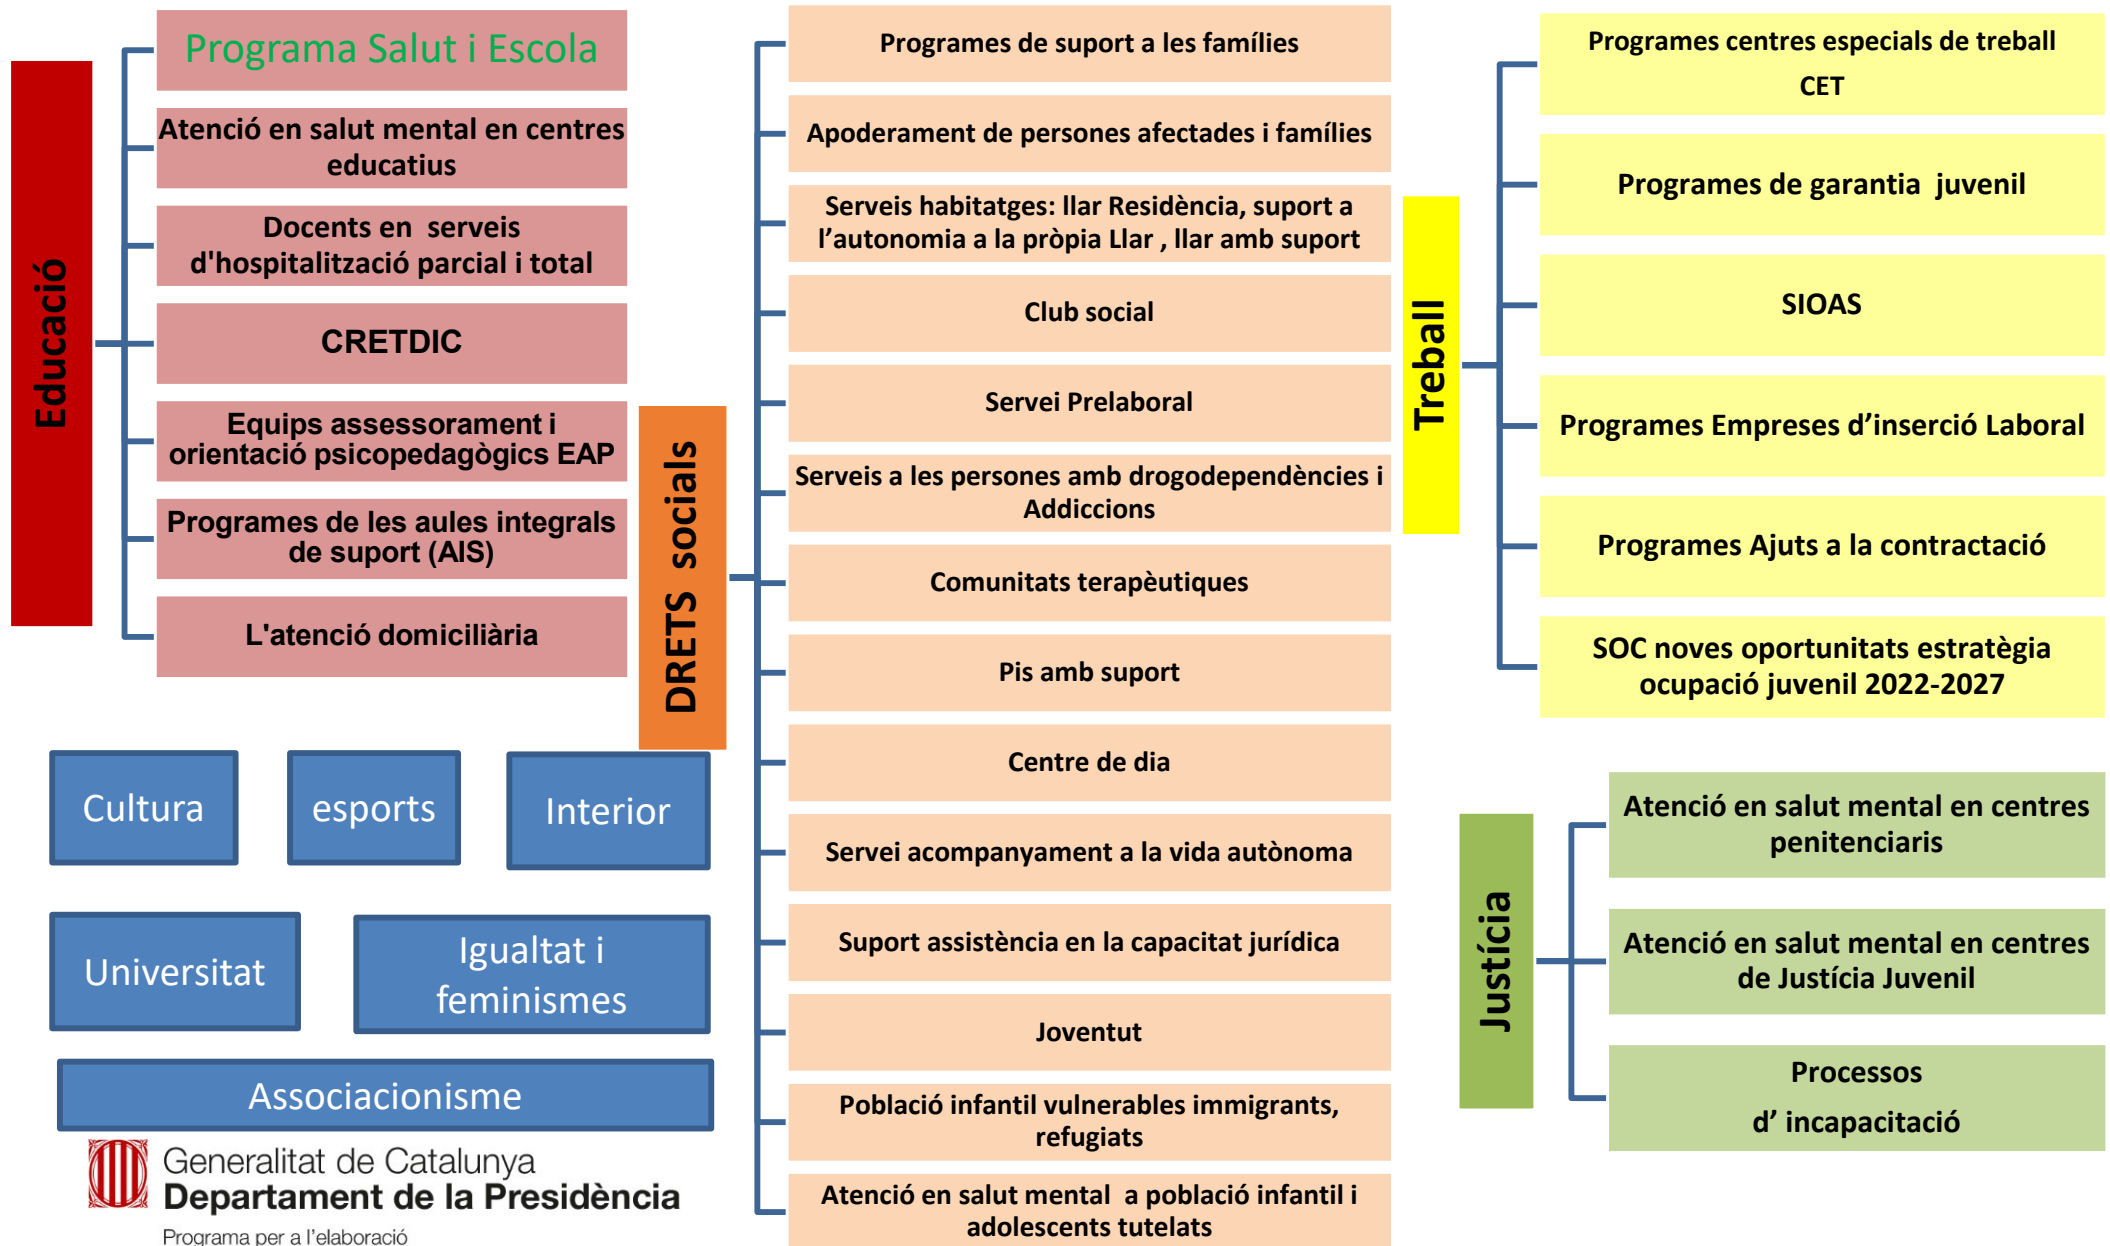 Educació
Programa Salut i Escola
Atenció en salut mental en centres
educatius
Docents en serveis
d'hospitalització parcial i total
CRETDIC
Equips assessorament i
orientació psicopedagògics EAP
Programes de les aules integrals
de suport (AIS)
L'atenció domiciliària
DRETS socials
Programes de suport a les famílies
Apoderament de persones afectades i famílies
Serveis habitatges: llar Residència, suport a
l’autonomia a la pròpia Llar , llar amb suport
Club social
Servei Prelaboral
Serveis a les persones amb drogodependències i
Addiccions
Comunitats terapèutiques
Pis amb suport
Centre de dia
Servei acompanyament a la vida autònoma
Suport assistència en la capacitat jurídica
Joventut
Població infantil vulnerables immigrants,
refugiats
Atenció en salut mental a població infantil i
adolescents tutelats
Treball
Programes centres especials de treball
CET
Programes de garantia juvenil
SIOAS
Programes Empreses d’inserció Laboral
Programes Ajuts a la contractació
SOC noves oportunitats estratègia
ocupació juvenil 2022-2027
Justícia
Atenció en salut mental en centres
penitenciaris
Atenció en salut mental en centres
de Justícia Juvenil
Processos
d’ incapacitació
Cultura
esports
Interior
Universitat
Igualtat i
feminismes
Associacionisme
Generalitat de Catalunya
Departament de la Presidència
Programa per a l’elaboració